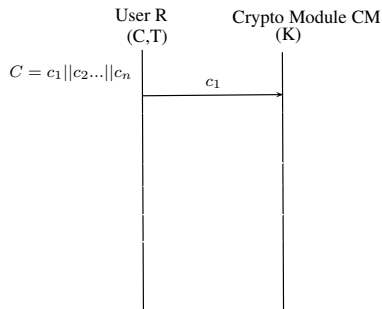 User R
(C,T)
Crypto Module CM
(K)
C = c₁||c₂...||cₙ
c₁